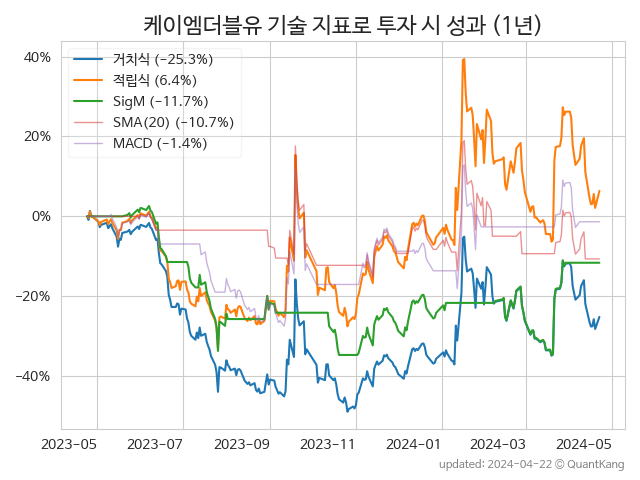 케이엠더블유 기술 지표로 투자 시 성과 (1년)
거치식 (−25.3%)
적립식 (6.4%)
SigM (−11.7%)
SMA(20) (−10.7%)
MACD (−1.4%)
40%
20%
0%
−20%
−40%
2023-05 2023-07 2023-09 2023-11 2024-01 2024-03 2024-05
updated: 2024-04-22 © QuantKang